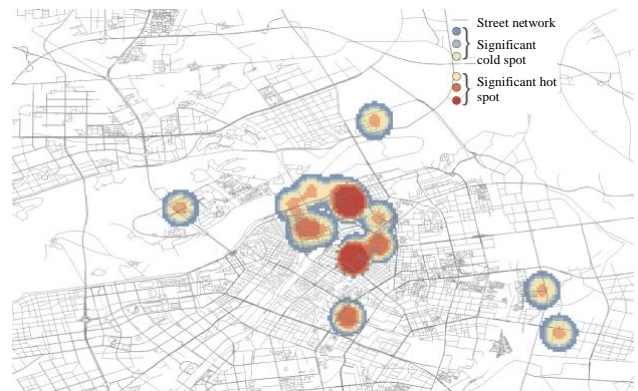 Street network
Significant
cold spot
Significant hot
spot